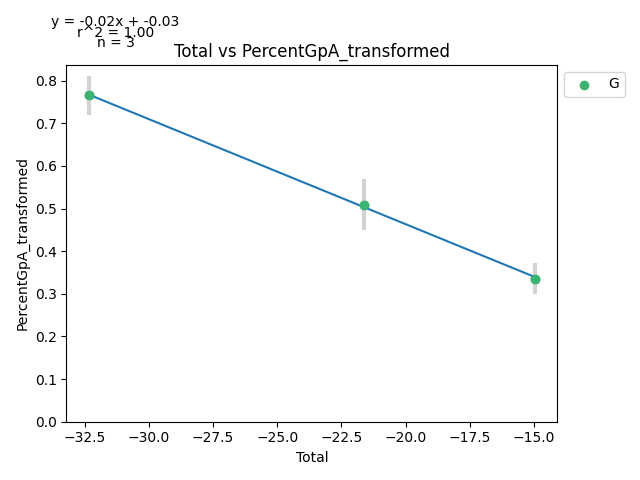 y = -0.02x + -0.03
r^2 = 1.00
n = 3
Total vs PercentGpA_transformed
G
PercentGpA_transformed
0.8
0.7
0.6
0.5
0.4
0.3
0.2
0.1
0.0
−32.5 −30.0 −27.5 −25.0 −22.5 −20.0 −17.5 −15.0
Total